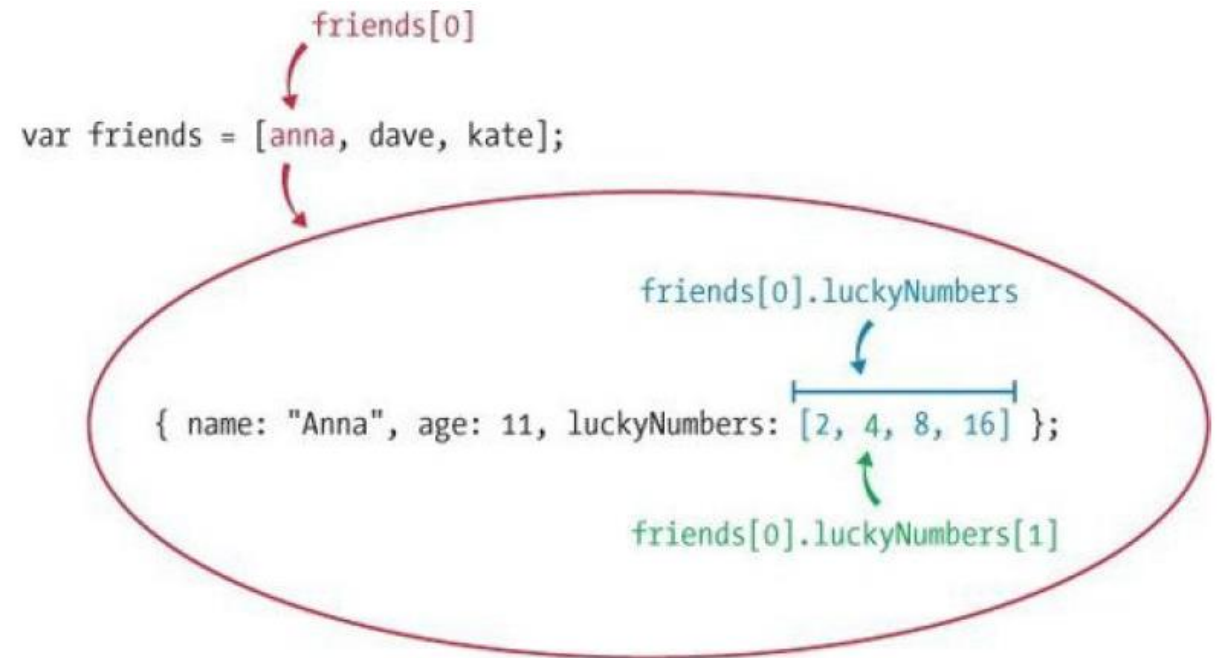 friends[0]
var friends = [anna, dave, kate];
friends[0].luckyNumbers
{ name: "Anna", age: 11, luckyNumbers: [2, 4, 8, 16] };
friends[0].luckyNumbers[1]